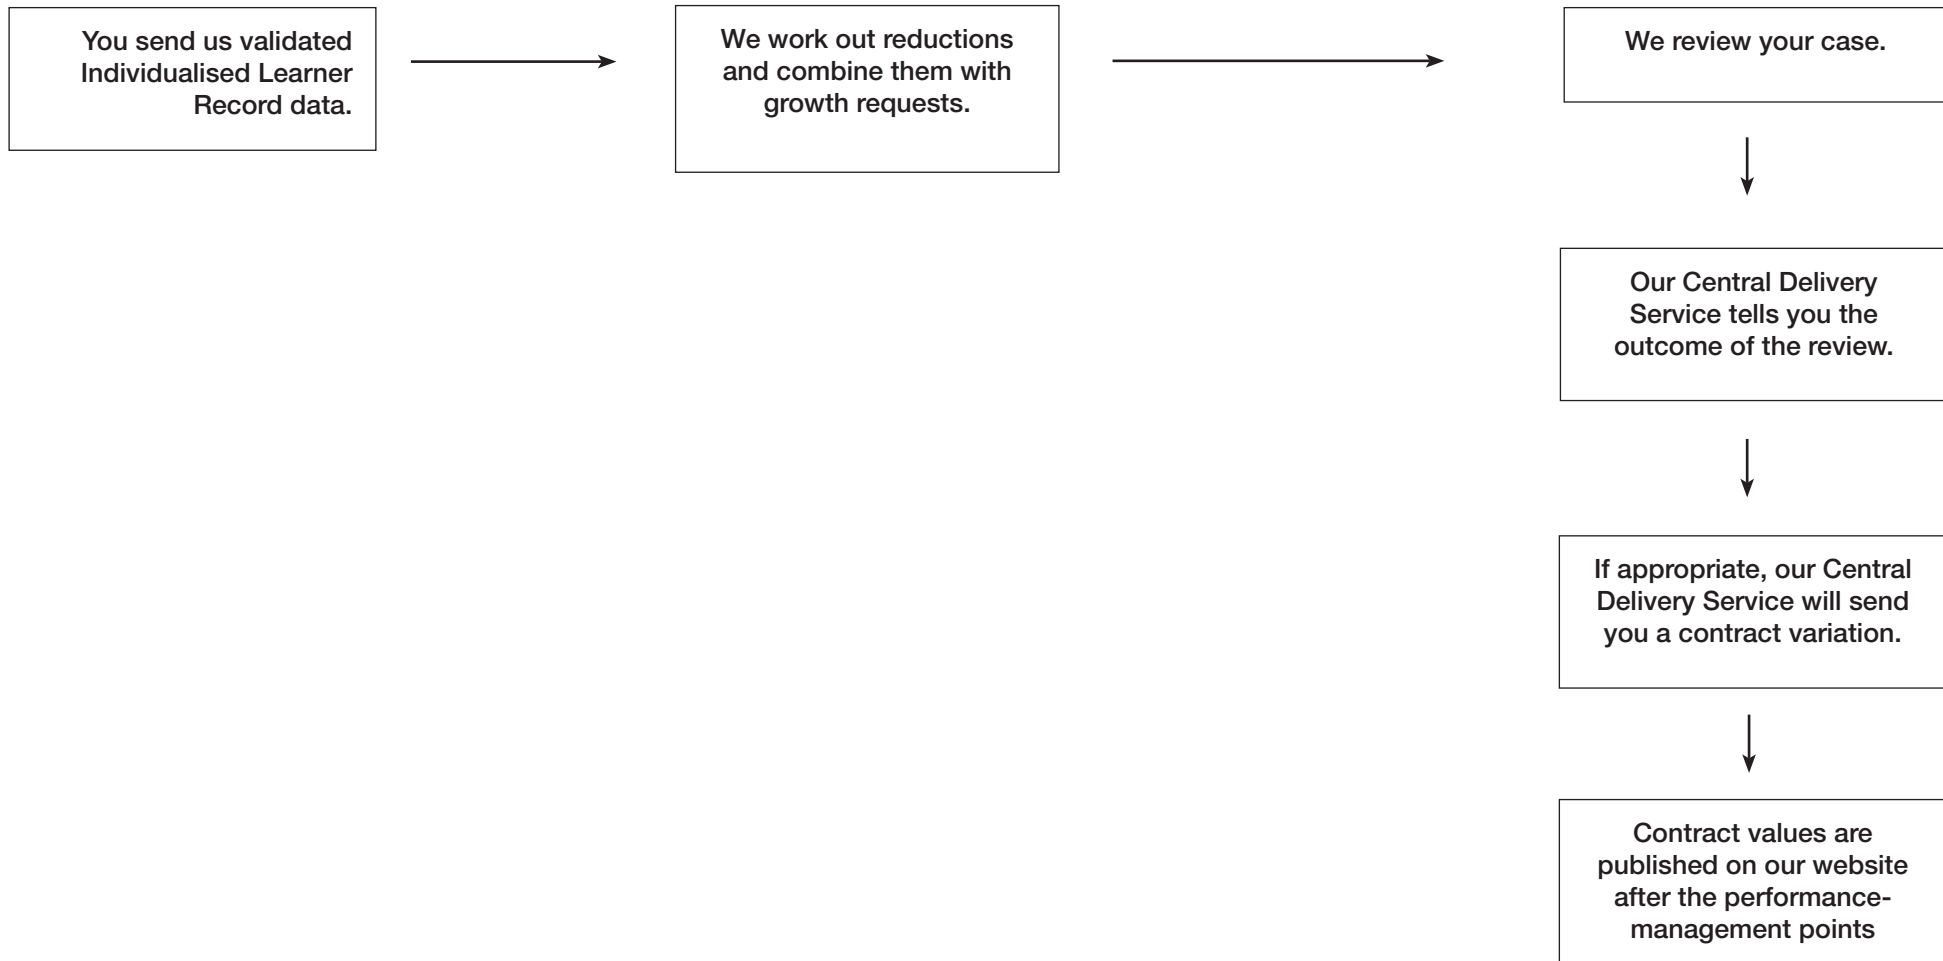 You send us validated
Individualised Learner
Record data.
We work out reductions
and combine them with
growth requests.
We review your case.
Our Central Delivery
Service tells you the
outcome of the review.
If appropriate, our Central
Delivery Service will send
you a contract variation.
Contract values are
published on our website
after the performance-
management points